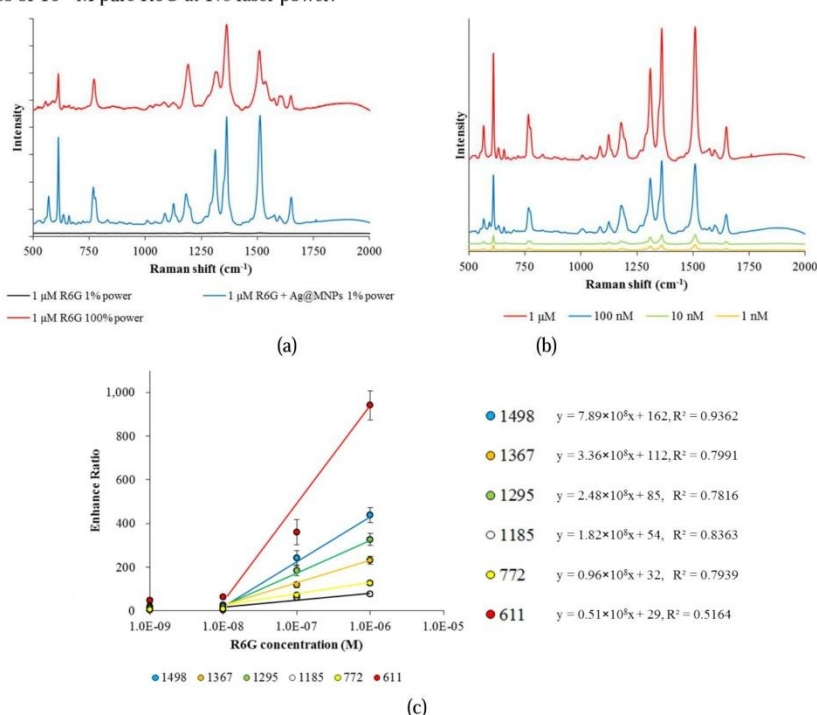 M pure R6G at 1% laser power.
Intensity
500 750 1000 1250 1500 1750 2000
Raman shift (cm⁻¹)
1 μM R6G 1% power 1 μM R6G + Ag@MNPs 1% power
1 μM R6G 100% power
(a)
Intensity
500 750 1000 1250 1500 1750 2000
Raman shift (cm⁻¹)
1 μM 100 nM 10 nM 1 nM
(b)
Enhance Ratio
1,000
800
600
400
200
0
1.0E-09 1.0E-08 1.0E-07 1.0E-06 1.0E-05
R6G concentration (M)
1498 1367 1295 1185 772 611
1498 y = 7.89×10⁸x + 162, R² = 0.9362
1367 y = 3.36×10⁸x + 112, R² = 0.7991
1295 y = 2.48×10⁸x + 85, R² = 0.7816
1185 y = 1.82×10⁸x + 54, R² = 0.8363
772 y = 0.96×10⁸x + 32, R² = 0.7939
611 y = 0.51×10⁸x + 29, R² = 0.5164
(c)